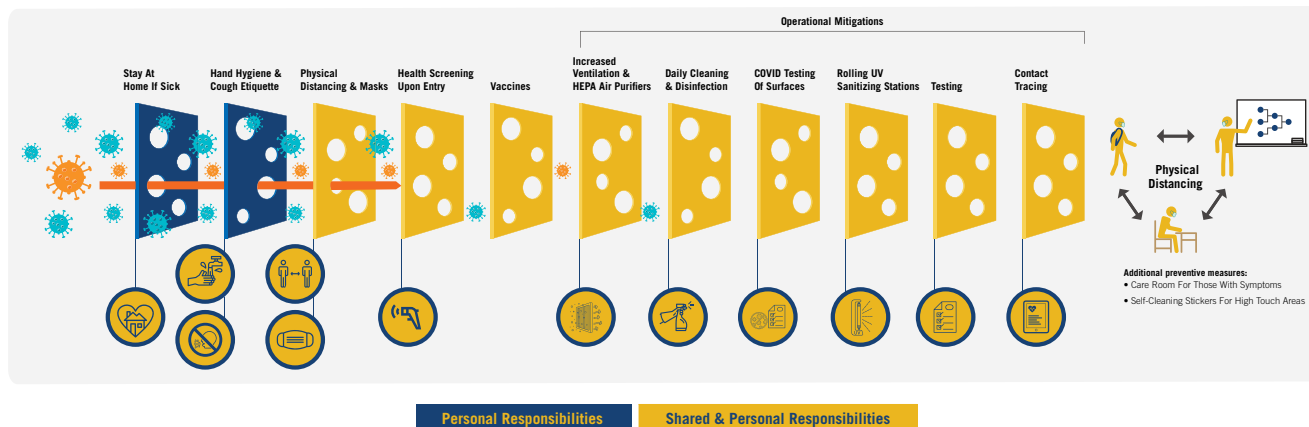 Operational Mitigations
Stay At
Home If Sick
Hand Hygiene &
Cough Etiquette
Physical
Distancing & Masks
Health Screening
Upon Entry
Vaccines
Increased
Ventilation &
HEPA Air Purifiers
Daily Cleaning
& Disinfection
COVID Testing
Of Surfaces
Rolling UV
Sanitizing Stations
Testing
Contact
Tracing
Physical
Distancing
Additional preventive measures:
• Care Room For Those With Symptoms
• Self-Cleaning Stickers For High Touch Areas
Personal Responsibilities
Shared & Personal Responsibilities